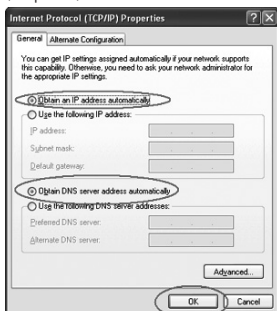 Internet Protocol (TCP/IP) Properties
General
Alternate Configuration
You can get IP settings assigned automatically if your network supports
this capability. Otherwise, you need to ask your network administrator for
the appropriate IP settings.
Obtain an IP address automatically
Use the following IP address:
IP address:
Subnet mask:
Default gateway:
Obtain DNS server address automatically
Use the following DNS server addresses:
Preferred DNS server:
Alternate DNS server:
Advanced...
OK
Cancel